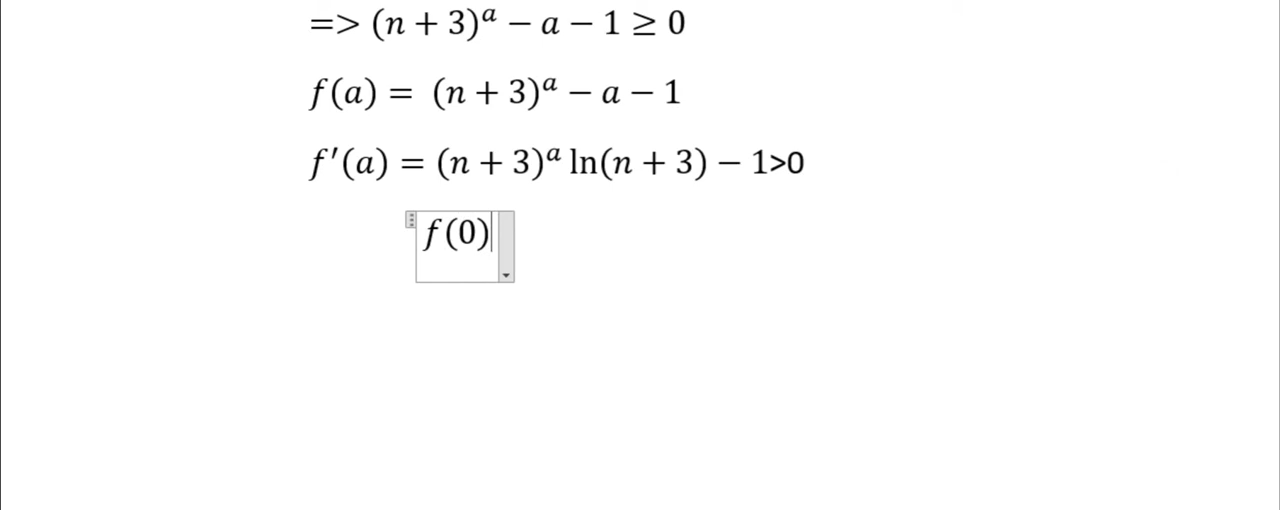 => (n + 3)ᵃ − a − 1 ≥ 0
f(a) = (n + 3)ᵃ − a − 1
f′(a) = (n + 3)ᵃ ln(n + 3) − 1>0
f(0)